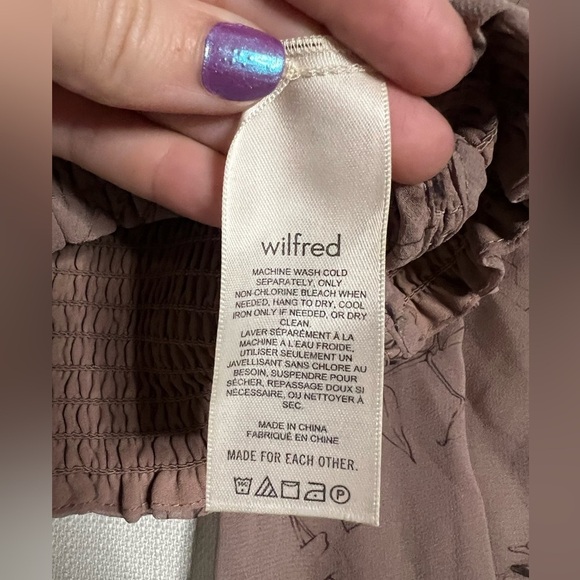 wilfred
MACHINE WASH COLD
SEPARATELY, ONLY
NON-CHLORINE BLEACH WHEN
NEEDED, HANG TO DRY, COOL
IRON ONLY IF NEEDED, OR DRY
CLEAN.
LAVER SÉPARÉMENT À LA
MACHINE À L'EAU FROIDE,
UTILISER SEULEMENT UN
JAVELLISANT SANS CHLORE AU
BESOIN, SUSPENDRE POUR
SÉCHER, REPASSAGE DOUX SI
NÉCESSAIRE, OU NETTOYER À
SEC.
MADE IN CHINA
FABRIQUÉ EN CHINE
MADE FOR EACH OTHER.
30C P